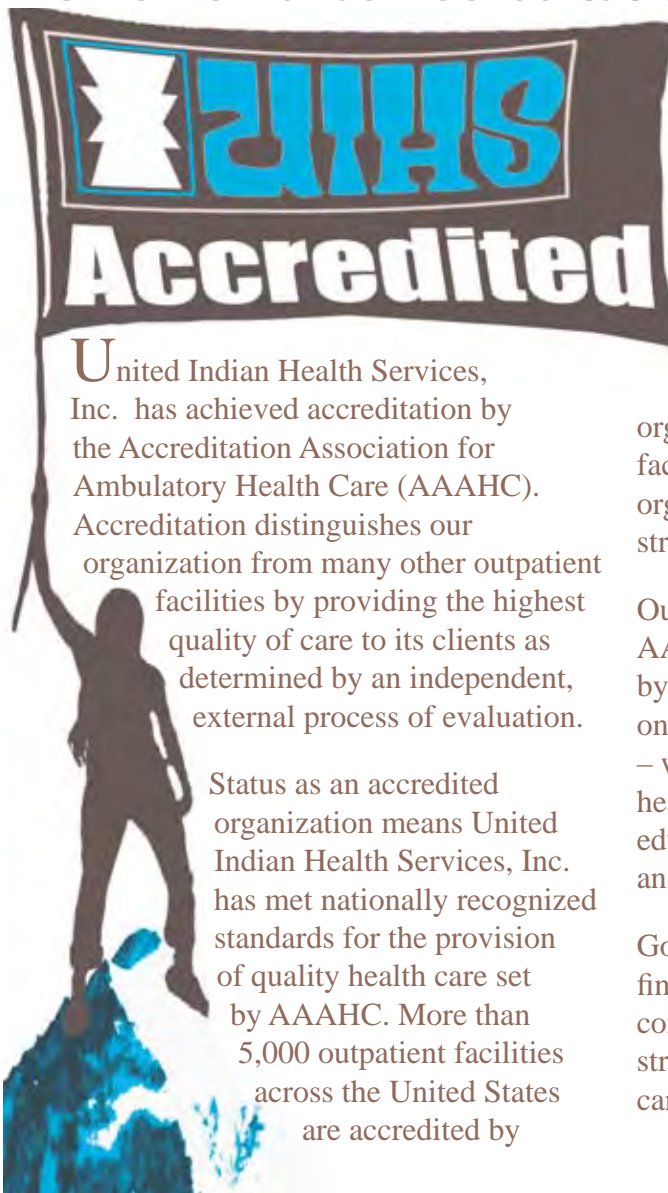 UIHS
Accredited
United Indian Health Services,
Inc. has achieved accreditation by
the Accreditation Association for
Ambulatory Health Care (AAAHC).
Accreditation distinguishes our
organization from many other outpatient
facilities by providing the highest
quality of care to its clients as
determined by an independent,
external process of evaluation.
Status as an accredited
organization means United
Indian Health Services, Inc.
has met nationally recognized
standards for the provision
of quality health care set
by AAAHC. More than
5,000 outpatient facilities
across the United States
are accredited by